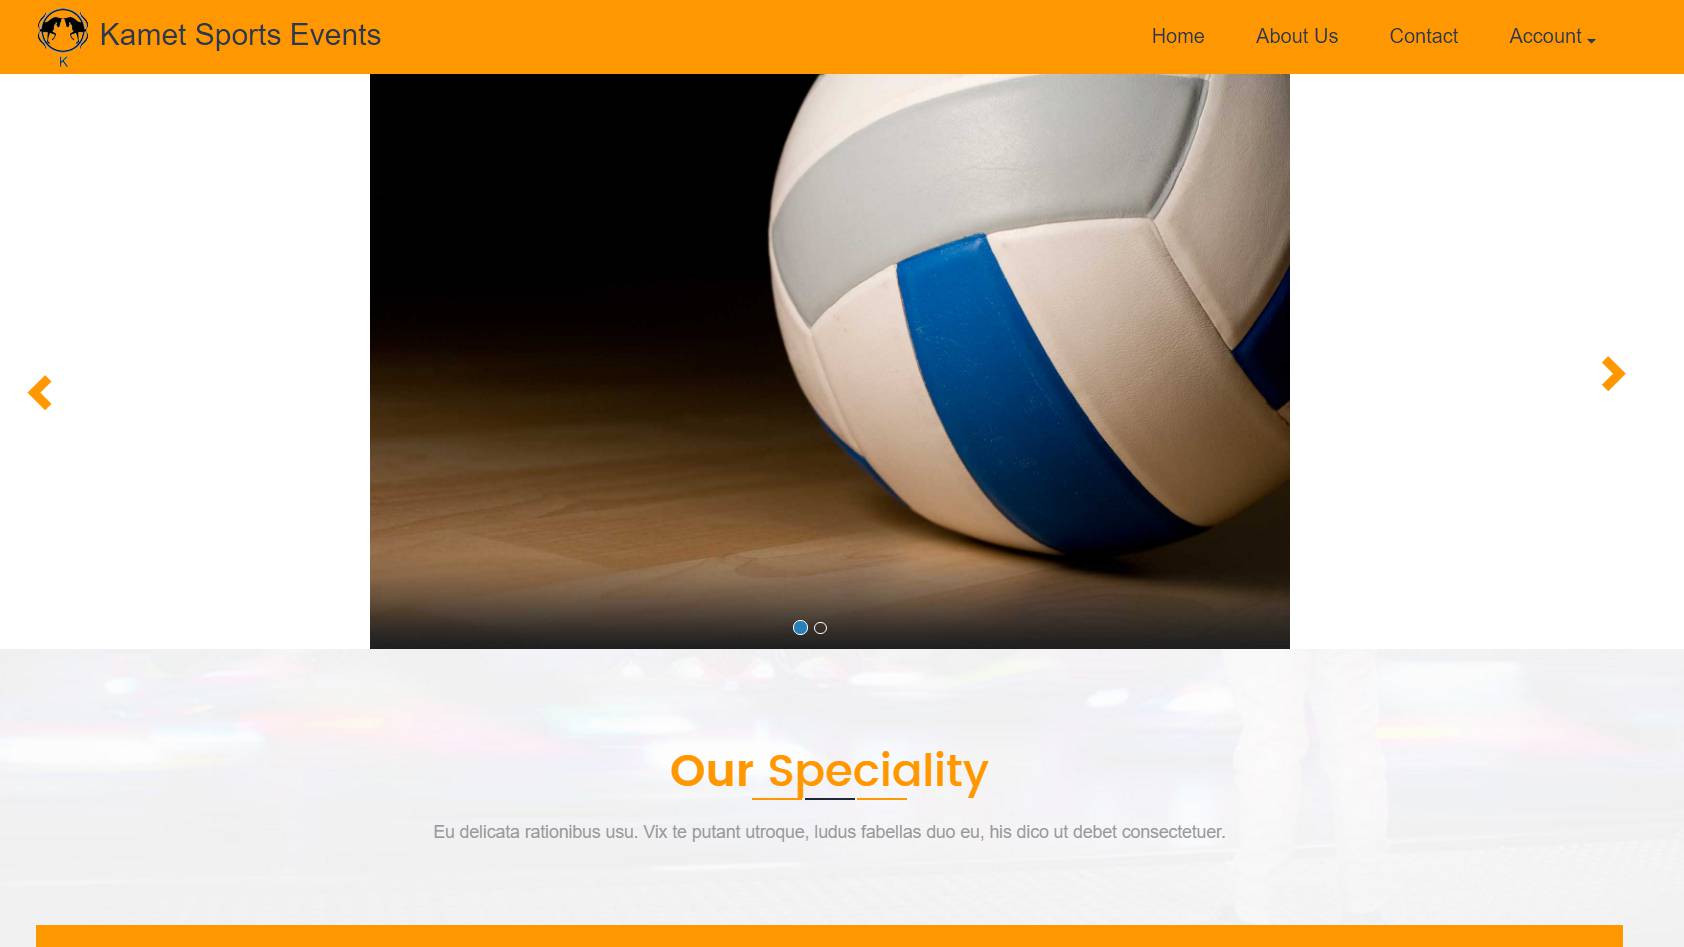 Kamet Sports Events
K
Home
About Us
Contact
Account
Our Speciality
Eu delicata rationibus usu. Vix te putant utroque, ludus fabellas duo eu, his dico ut debet consectetuer.